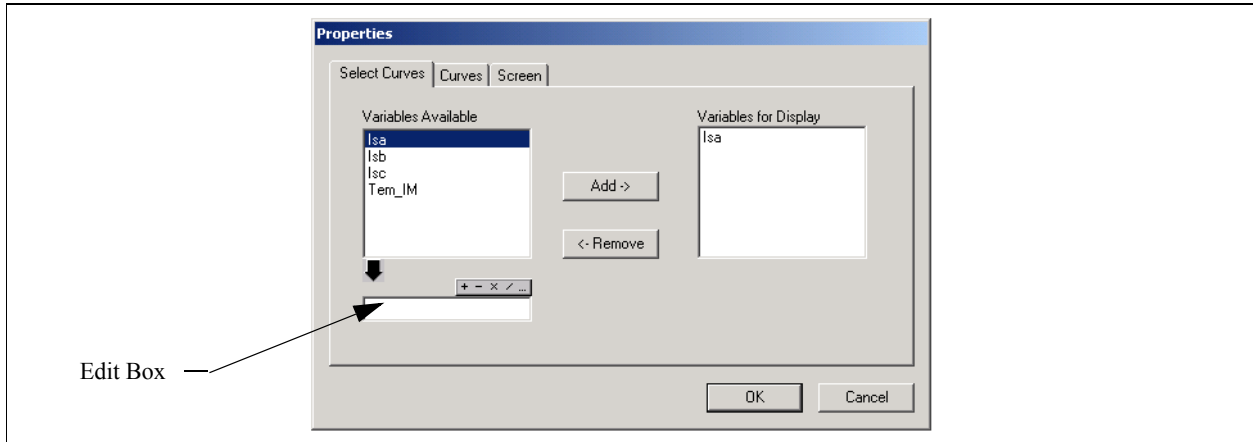 Properties
Select Curves Curves Screen
Variables Available
Isa
Isb
Isc
Tem_IM
Add ->
<- Remove
Variables for Display
Isa
+ - × / ...
Edit Box
OK Cancel